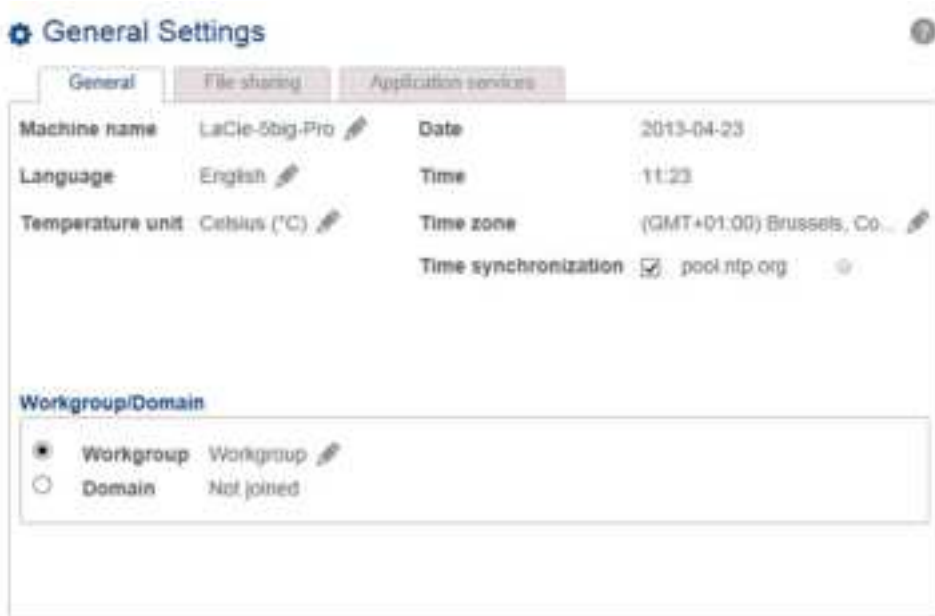 General Settings
General File sharing Application services
Machine name LaCie-5big-Pro Date 2013-04-23
Language English Time 11:23
Temperature unit Celsius (°C) Time zone (GMT+01:00) Brussels, Co...
Time synchronization pool.ntp.org
Workgroup/Domain
Workgroup Workgroup
Domain Not joined